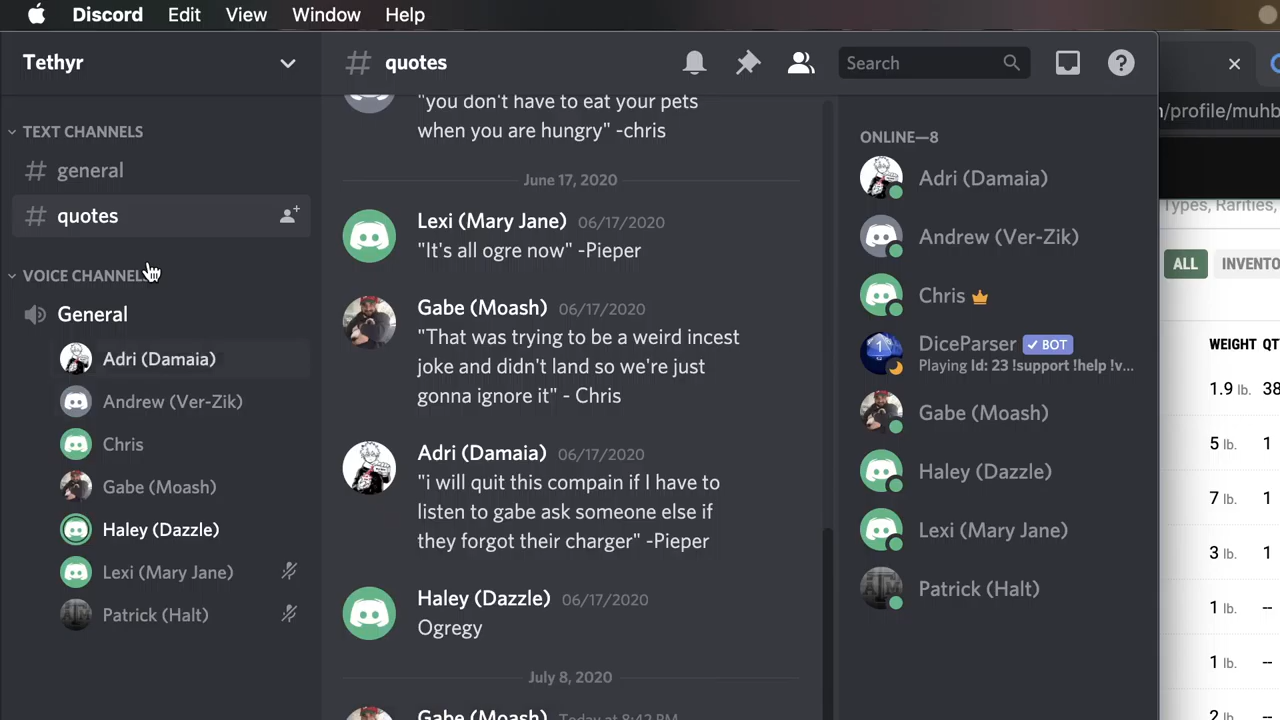 Discord Edit View Window Help
Tethyr
TEXT CHANNELS
# general
# quotes
VOICE CHANNEL
General
Adri (Damaia)
Andrew (Ver-Zik)
Chris
Gabe (Moash)
Haley (Dazzle)
Lexi (Mary Jane)
Patrick (Halt)
# quotes
Search
"you don't have to eat your pets
when you are hungry" -chris
June 17, 2020
Lexi (Mary Jane) 06/17/2020
"It's all ogre now" -Pieper
Gabe (Moash) 06/17/2020
"That was trying to be a weird incest
joke and didn't land so we're just
gonna ignore it" - Chris
Adri (Damaia) 06/17/2020
"i will quit this compain if I have to
listen to gabe ask someone else if
they forgot their charger" -Pieper
Haley (Dazzle) 06/17/2020
Ogregy
July 8, 2020
Gabe (Moash) Today at 8:42 PM
ONLINE—8
Adri (Damaia)
Andrew (Ver-Zik)
Chris
DiceParser ✓ BOT
Playing Id: 23 !support !help !v...
Gabe (Moash)
Haley (Dazzle)
Lexi (Mary Jane)
Patrick (Halt)
/profile/muhb
Types, Rarities,
ALL INVENTO
WEIGHT QT
1.9 lb. 38
5 lb. 1
7 lb. 1
3 lb. 1
1 lb. --
1 lb. --
2 lb. --